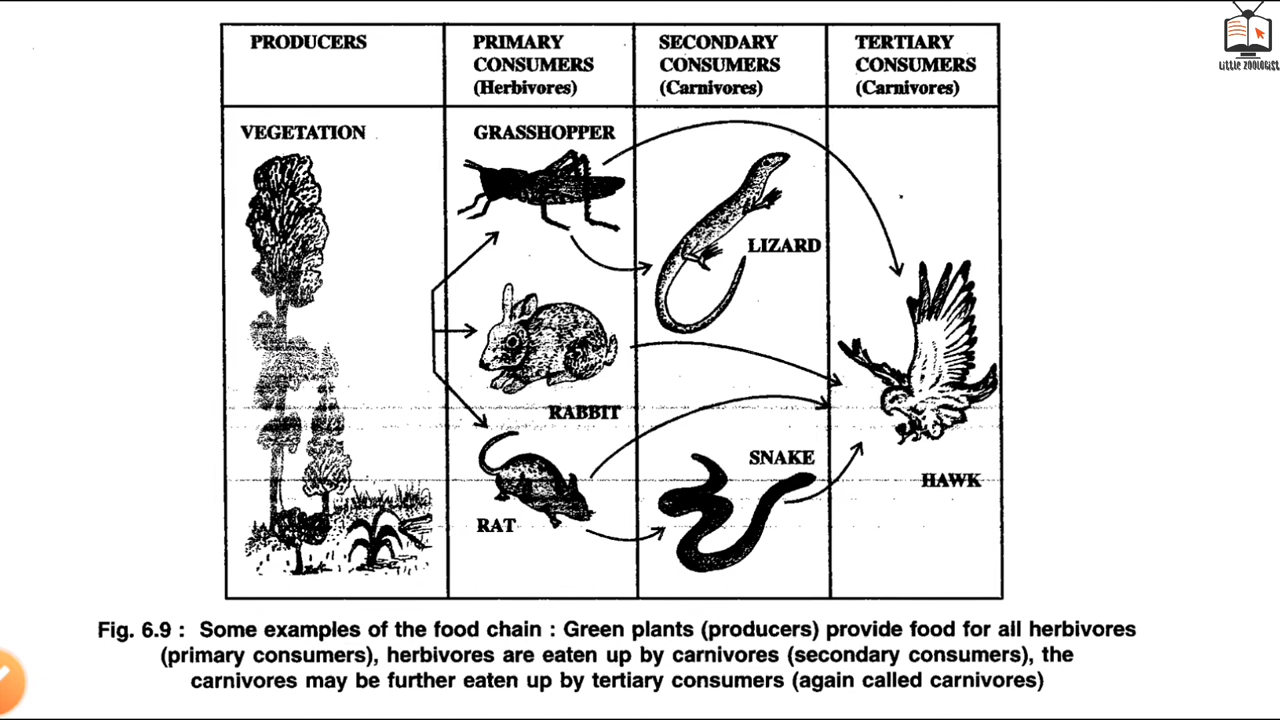 PRODUCERS
PRIMARY
CONSUMERS
(Herbivores)
SECONDARY
CONSUMERS
(Carnivores)
TERTIARY
CONSUMERS
(Carnivores)
VEGETATION
GRASSHOPPER
LIZARD
RABBIT
SNAKE
HAWK
RAT
Fig. 6.9 : Some examples of the food chain : Green plants (producers) provide food for all herbivores
(primary consumers), herbivores are eaten up by carnivores (secondary consumers), the
carnivores may be further eaten up by tertiary consumers (again called carnivores)
LITTLE ZOOLOGIST